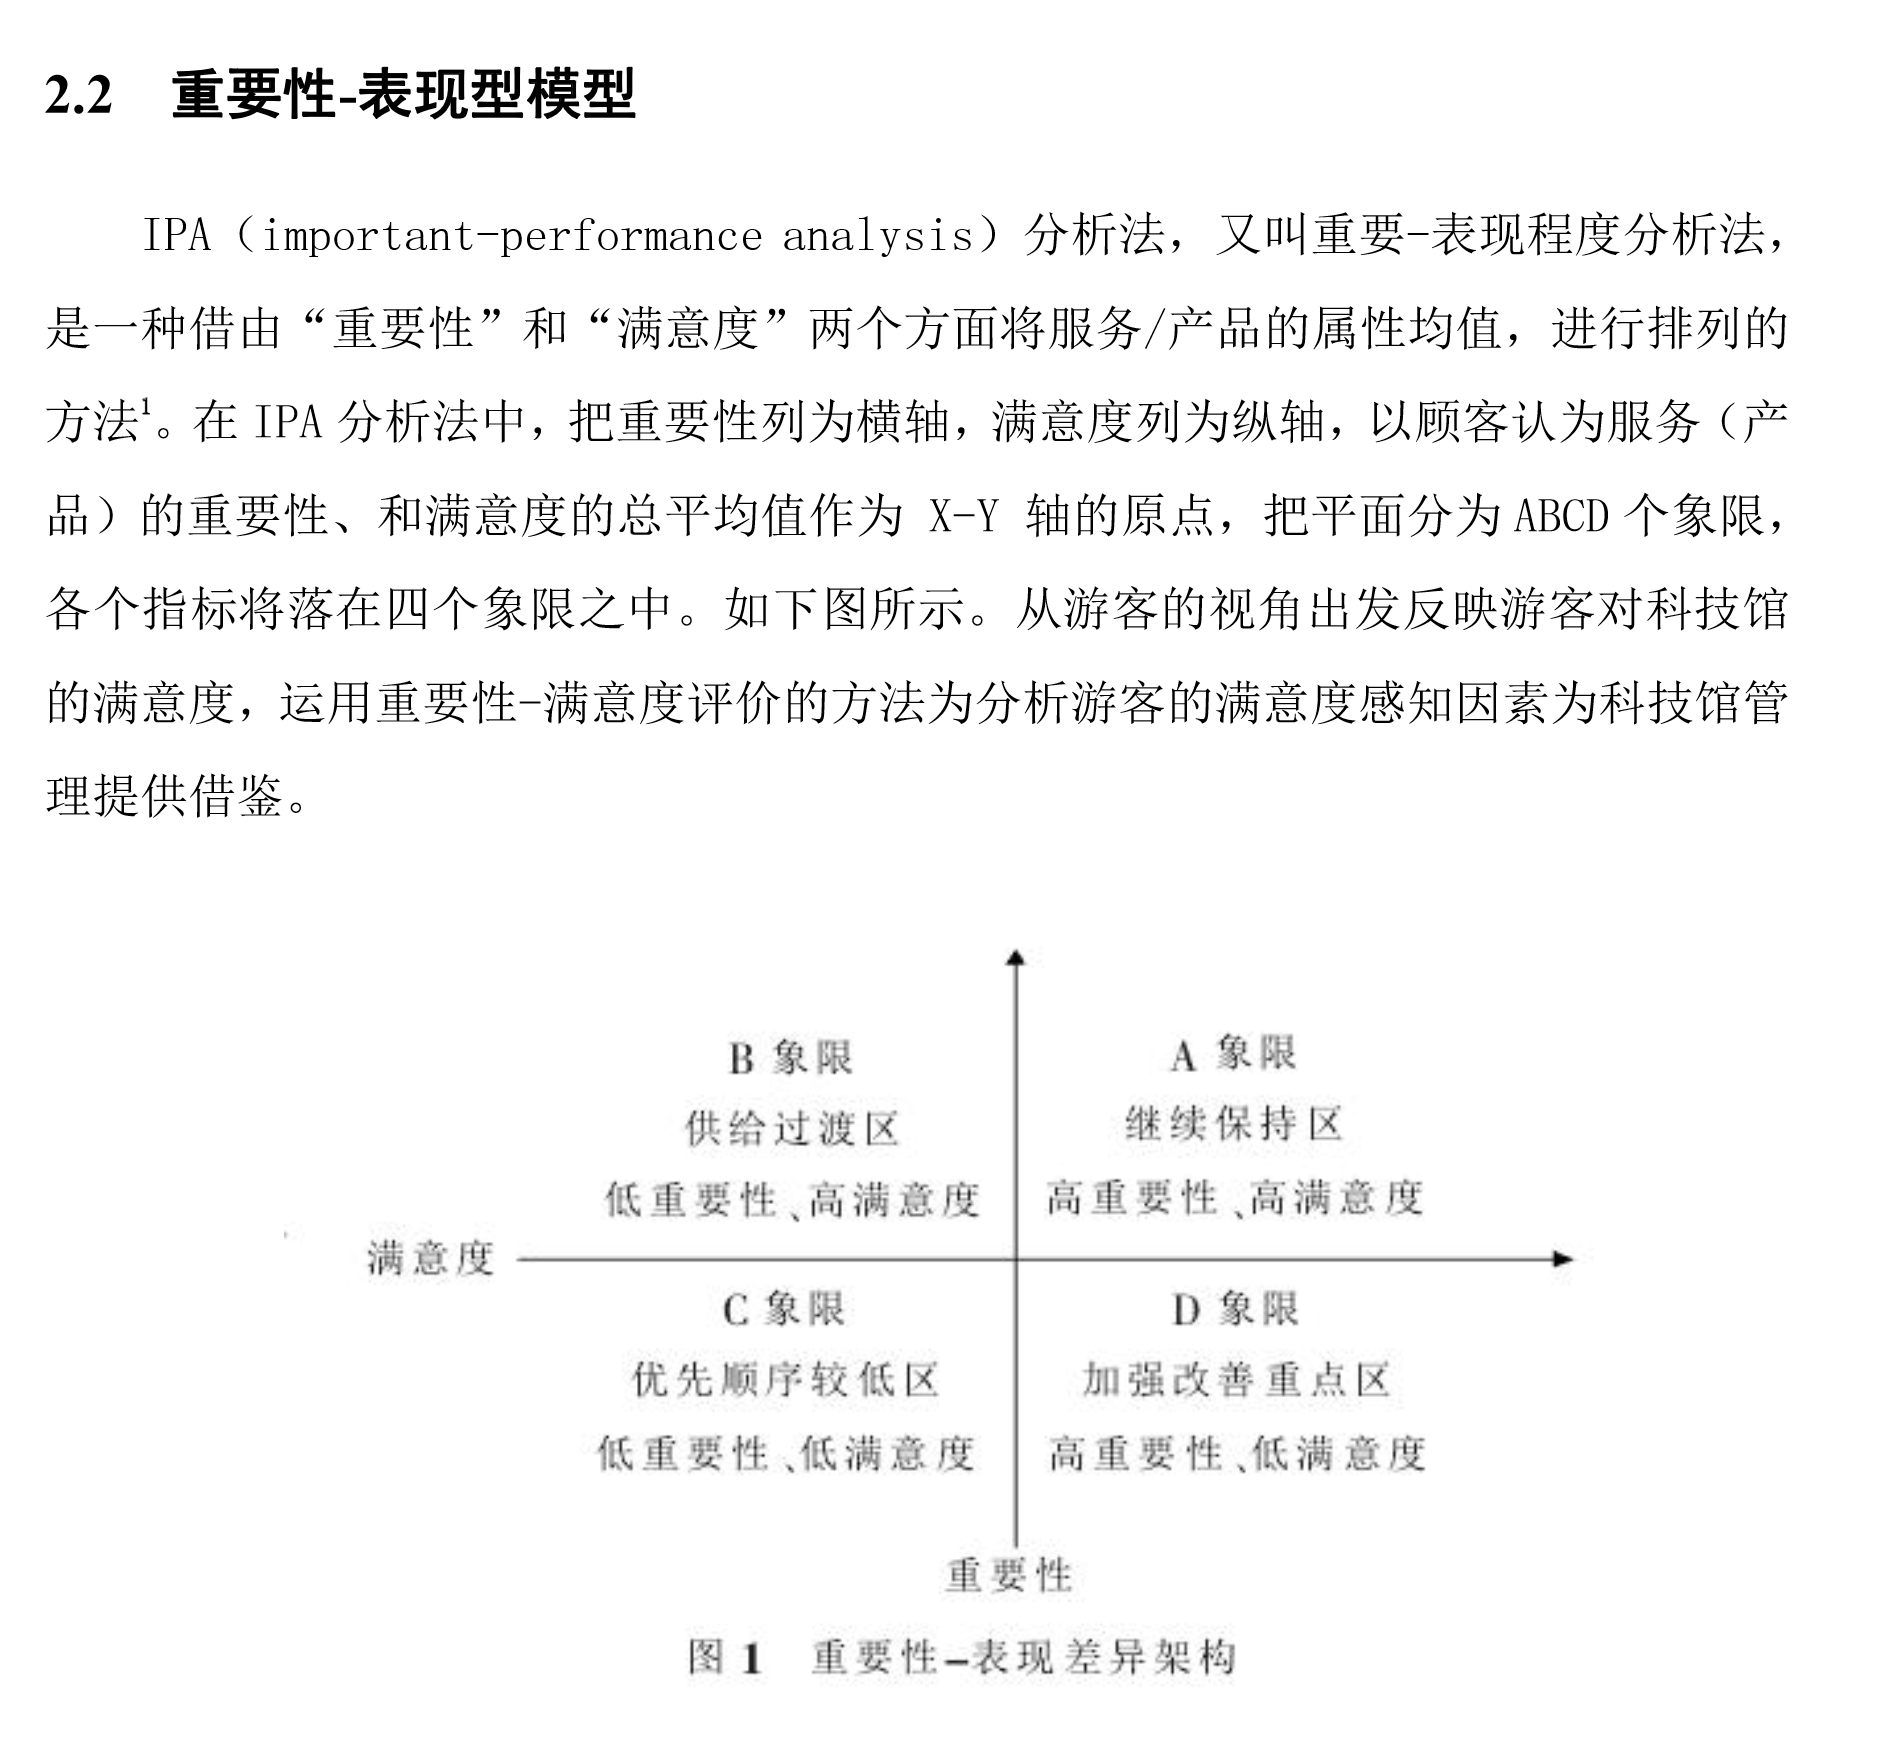 2.2 重要性-表现型模型
IPA（important-performance analysis）分析法，又叫重要-表现程度分析法，
是一种借由“重要性”和“满意度”两个方面将服务/产品的属性均值，进行排列的
方法1。在 IPA 分析法中，把重要性列为横轴，满意度列为纵轴，以顾客认为服务（产
品）的重要性、和满意度的总平均值作为 X-Y 轴的原点，把平面分为 ABCD 个象限，
各个指标将落在四个象限之中。如下图所示。从游客的视角出发反映游客对科技馆
的满意度，运用重要性-满意度评价的方法为分析游客的满意度感知因素为科技馆管
理提供借鉴。
B 象限
供给过渡区
低重要性、高满意度
A 象限
继续保持区
高重要性、高满意度
满意度
C 象限
优先顺序较低区
低重要性、低满意度
D 象限
加强改善重点区
高重要性、低满意度
重要性
图 1 重要性-表现差异架构